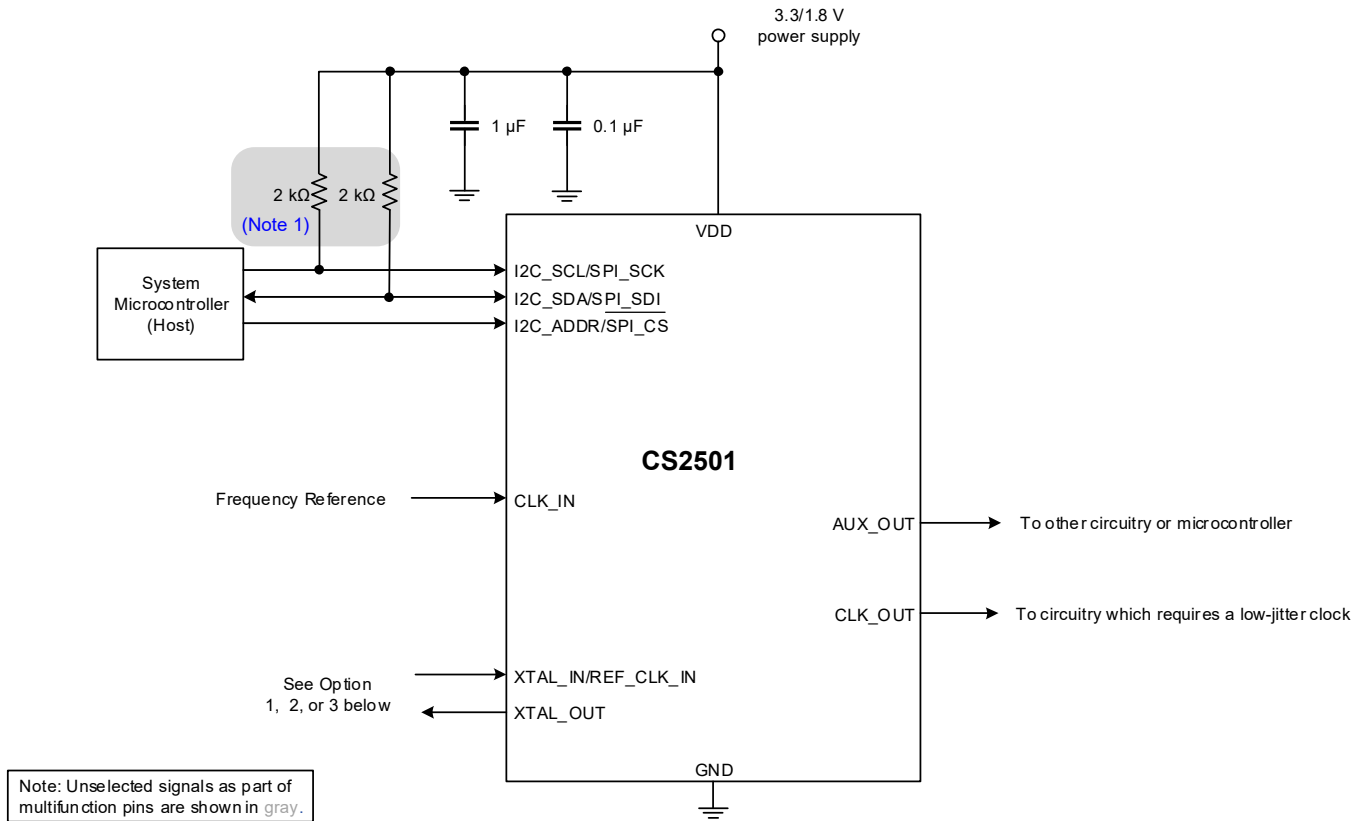 3.3/1.8 V
power supply
1 µF
0.1 µF
2 kΩ
2 kΩ
(Note 1)
VDD
System
Microcontroller
(Host)
I2C_SCL/SPI_SCK
I2C_SDA/SPI_SDI
I2C_ADDR/SPI_CS
CS2501
Frequency Reference
CLK_IN
AUX_OUT
To other circuitry or microcontroller
CLK_OUT
To circuitry which requires a low-jitter clock
See Option
1, 2, or 3 below
XTAL_IN/REF_CLK_IN
XTAL_OUT
GND
Note: Unselected signals as part of
multifunction pins are shown in gray.